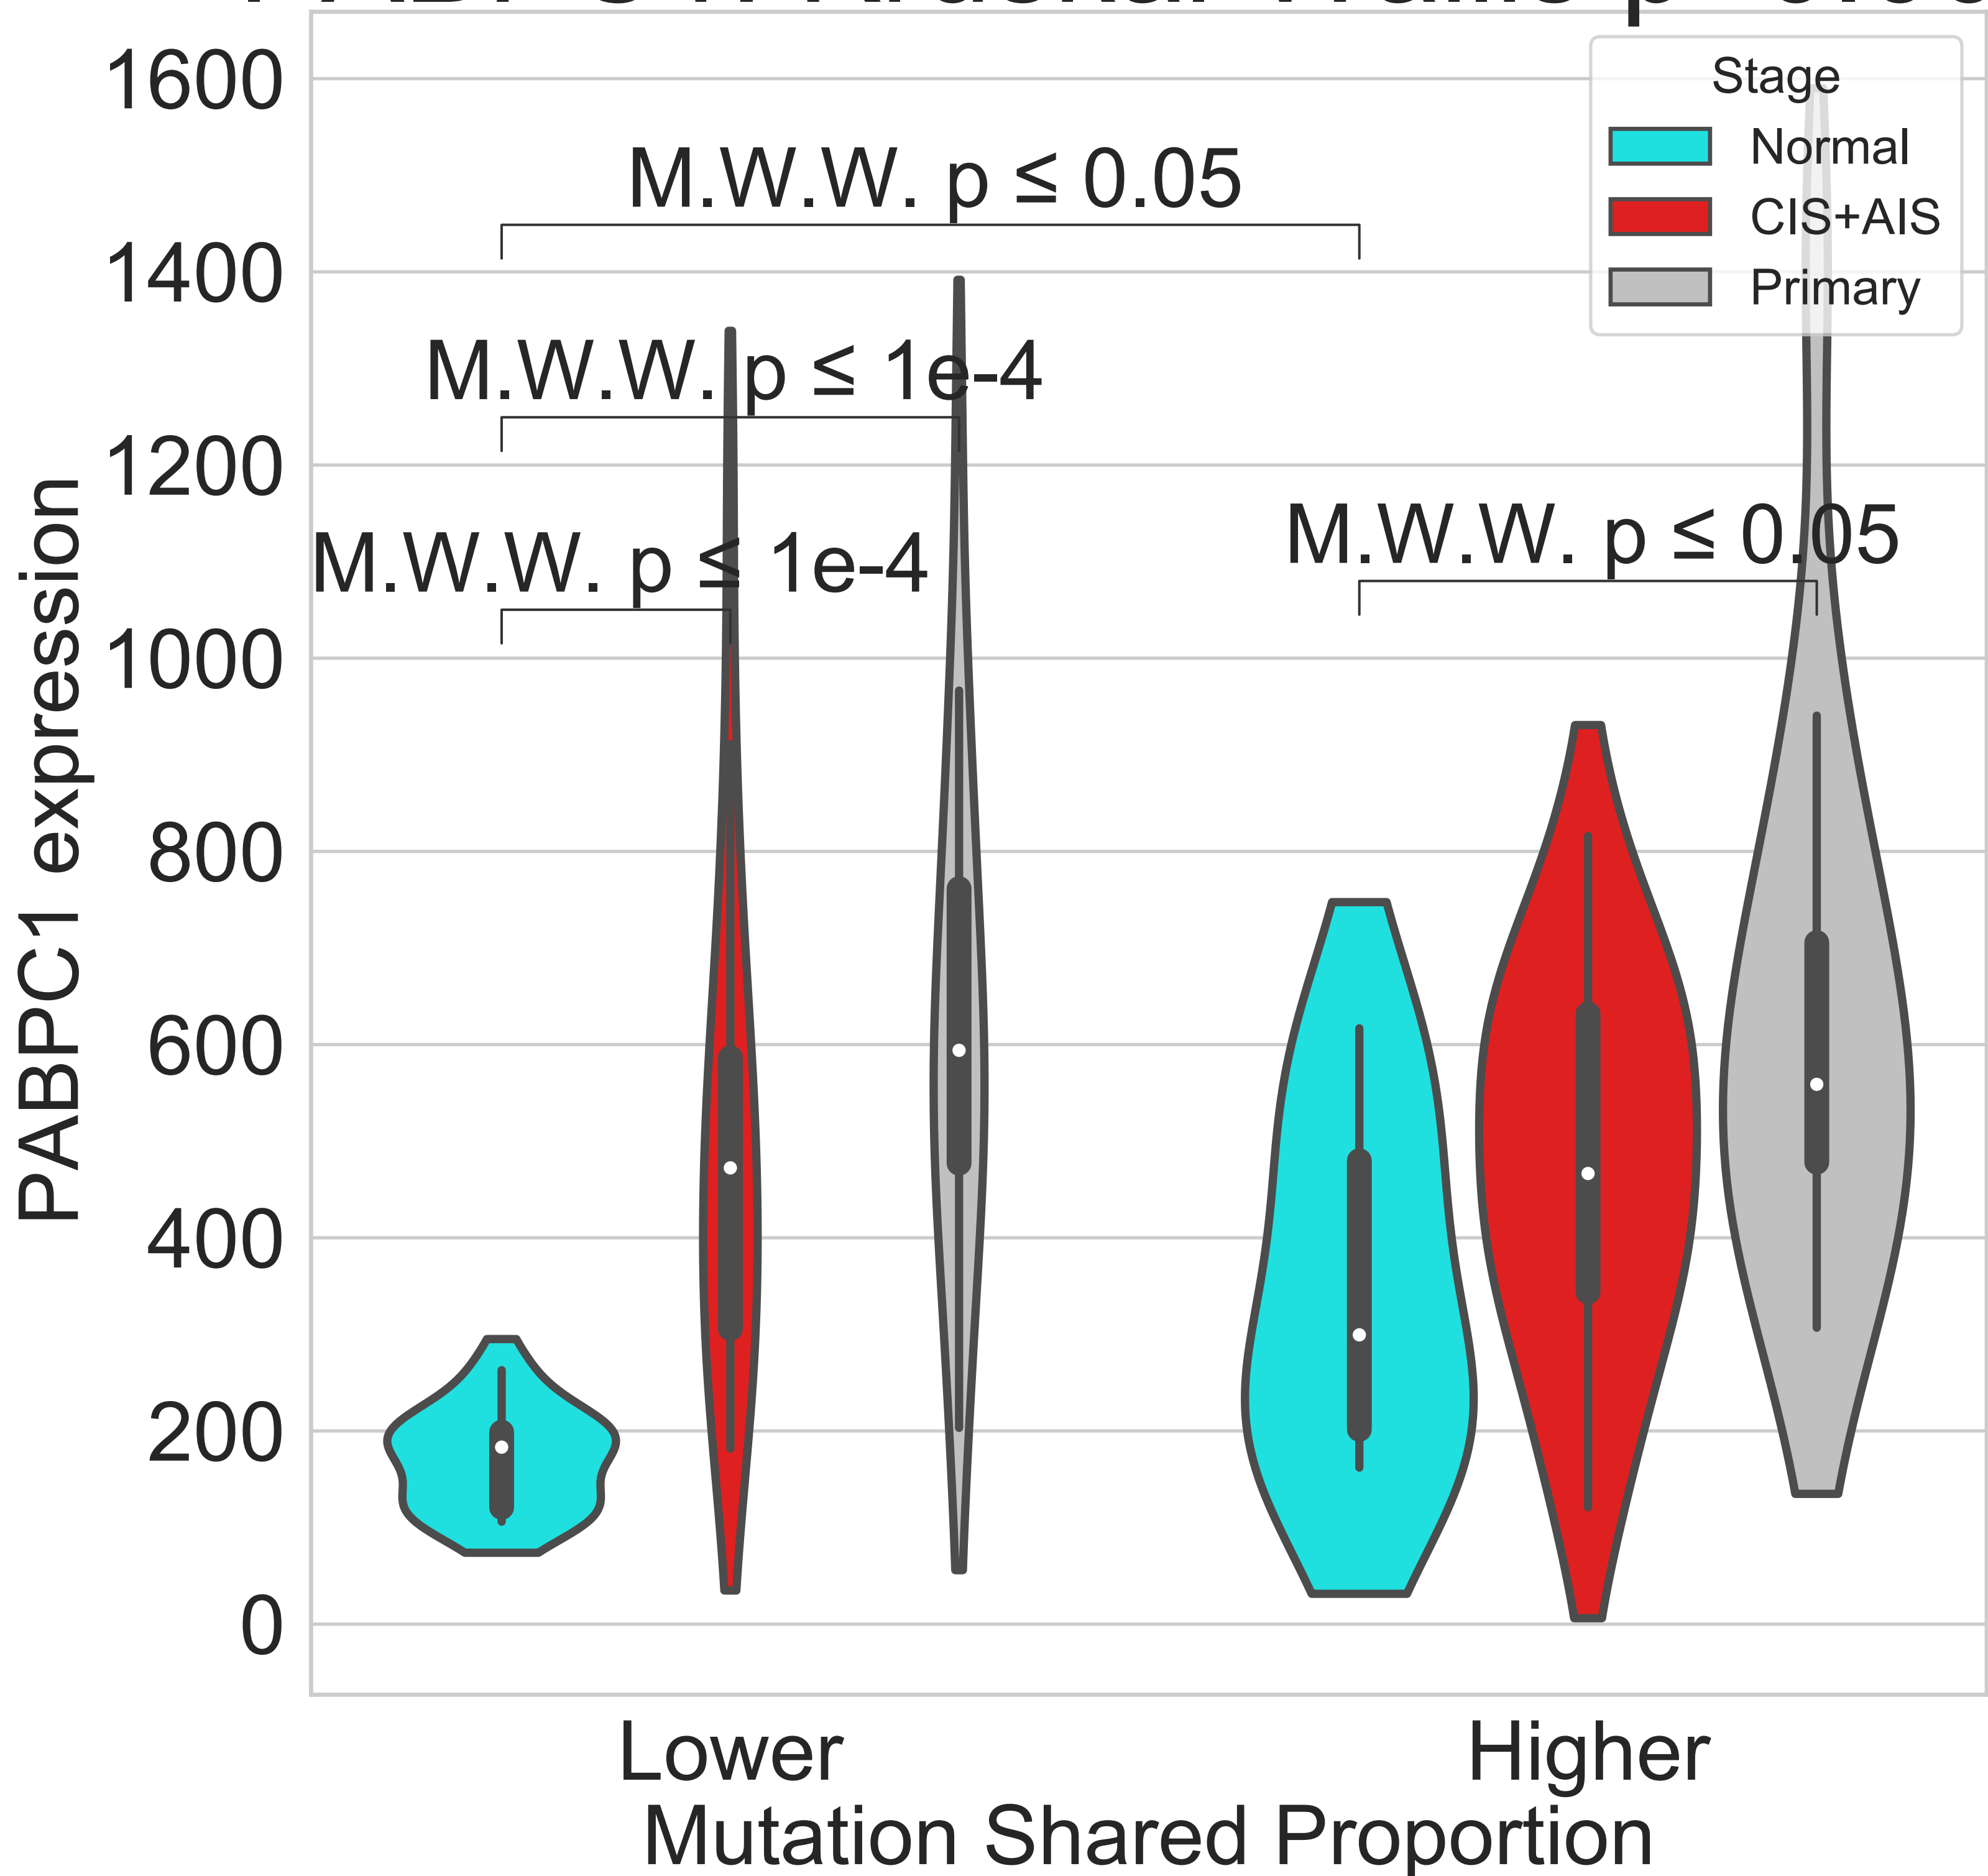 1600
1400
1200
1000
800
600
400
200
0
PABPC1 expression
Stage
Normal
CIS+AIS
Primary
M.W.W. p ≤ 0.05
M.W.W. p ≤ 1e-4
M.W.W. p ≤ 1e-4
M.W.W. p ≤ 0.05
Lower
Higher
Mutation Shared Proportion